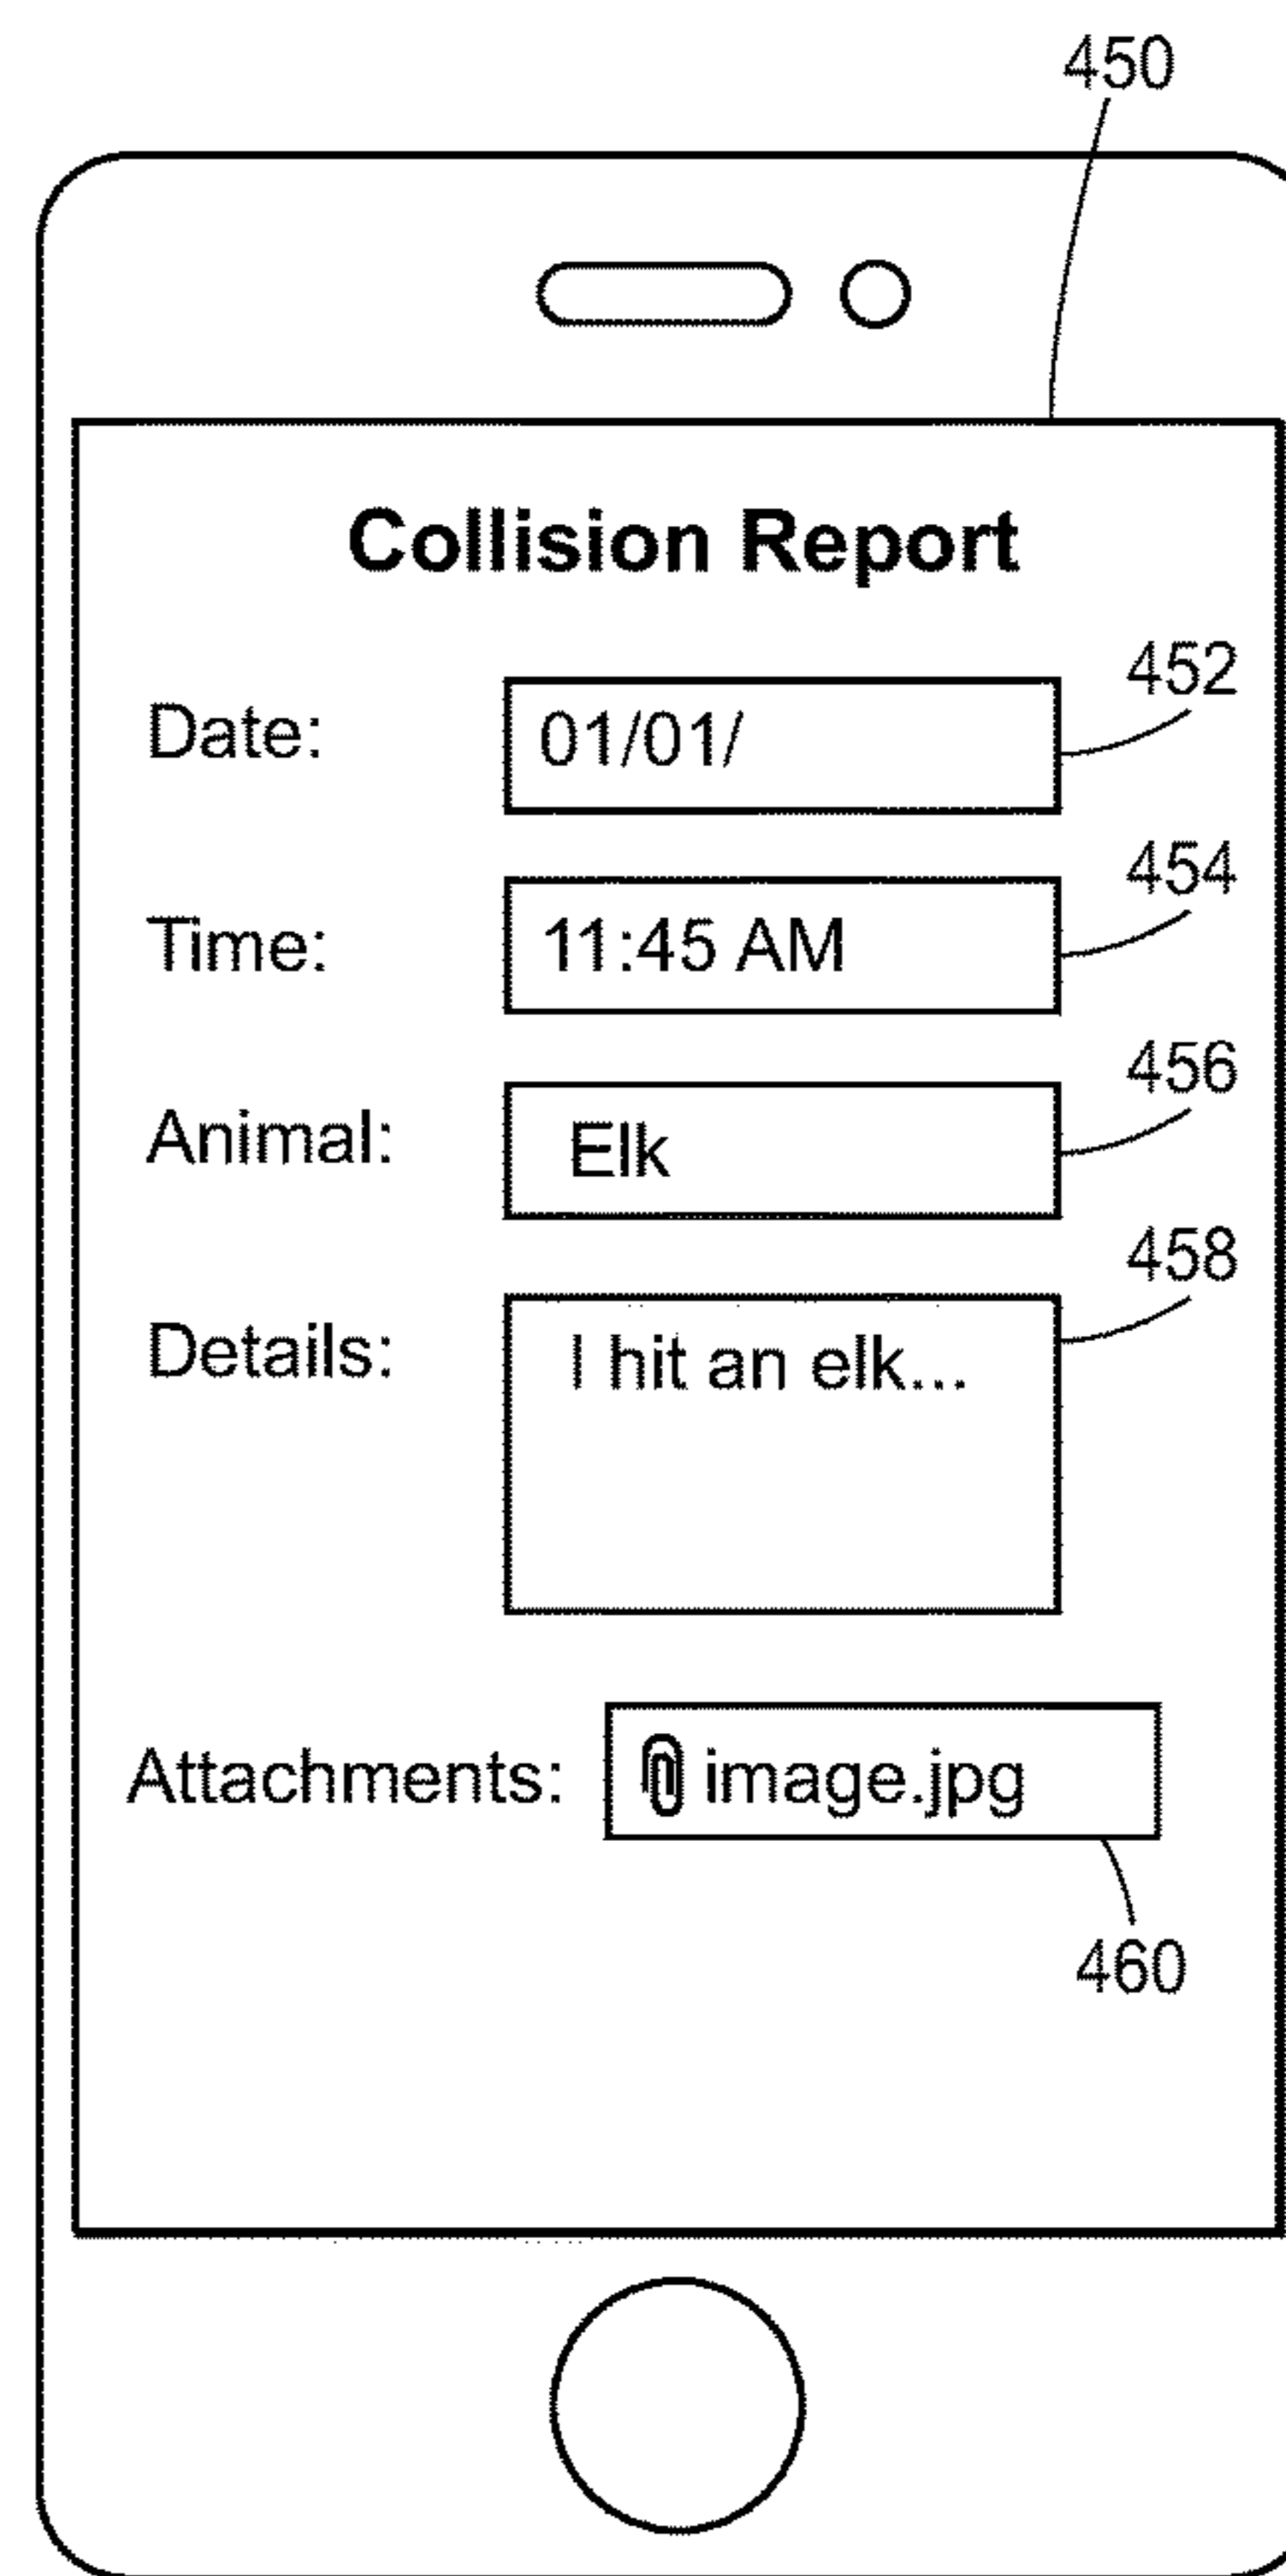 450
Collision Report
Date: 01/01/ 452
Time: 11:45 AM 454
Animal: Elk 456
Details: I hit an elk... 458
Attachments: image.jpg
460